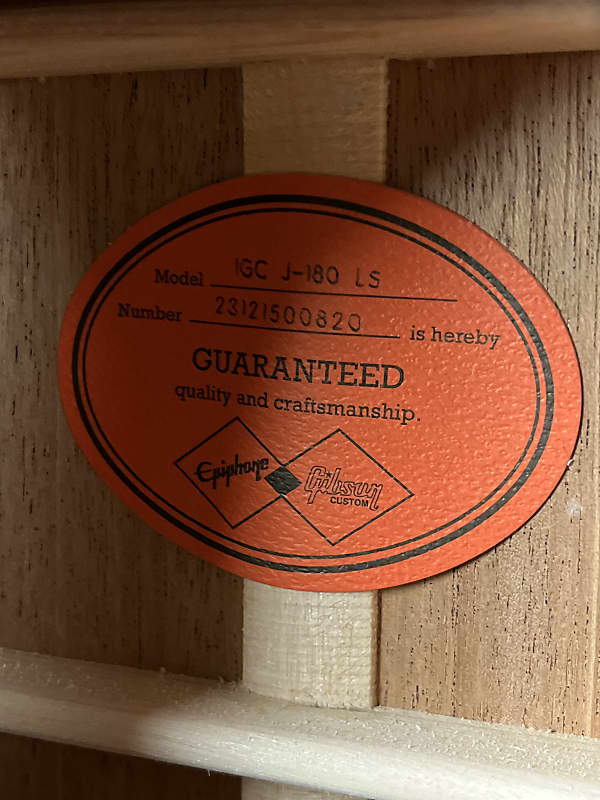 Model IGC J-180 LS
Number 23121500820 is hereby
GUARANTEED
quality and craftsmanship.
Epiphone Gibson
CUSTOM